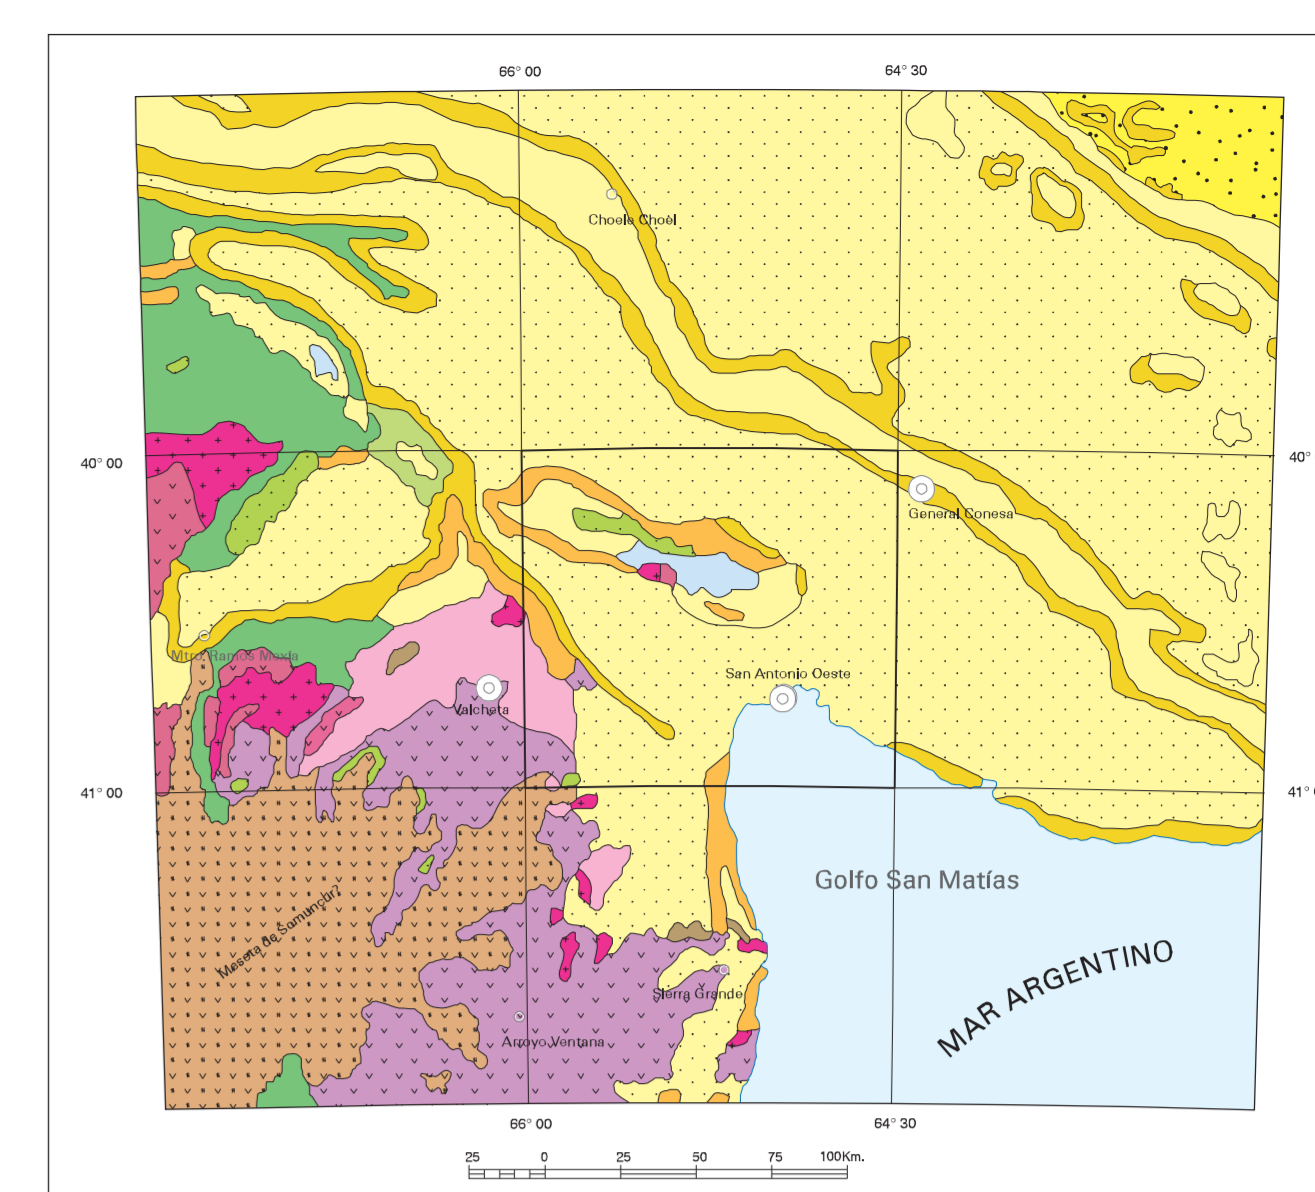 66° 00
64° 30
Choele Choel
40° 00
40°
General Conesa
Mtro. Ramos Mexía
San Antonio Oeste
Valcheta
41° 00
41°
Golfo San Matías
Meseta de Somuncur?
MAR ARGENTINO
Sierra Grande
Arroyo Ventana
66° 00
64° 30
25 0 25 50 75 100Km.